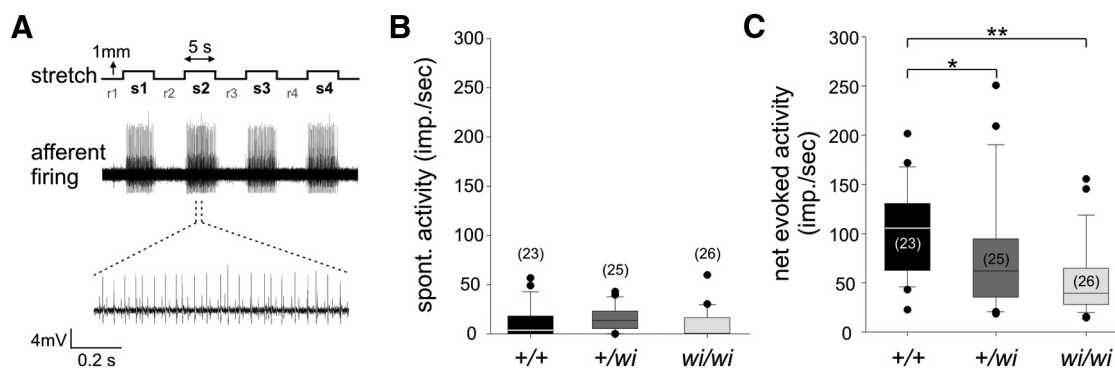 A
1mm
5 s
stretch
r1 s1 r2 s2 r3 s3 r4 s4
afferent
firing
4mV
0.2 s
B
spont. activity (imp./sec)
300
250
200
150
100
50
0
(23)
(25)
(26)
+/+
+/wi
wi/wi
C
net evoked activity
(imp./sec)
300
250
200
150
100
50
0
**
*
(23)
(25)
(26)
+/+
+/wi
wi/wi